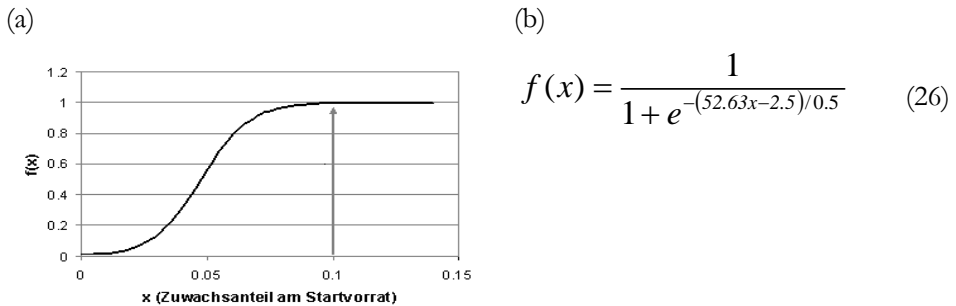 (a)
(b)
f(x) = 1 / (1 + e^{-(52.63x-2.5)/0.5}) (26)
1.2
1
0.8
0.6
0.4
0.2
0
f(x)
0 0.05 0.1 0.15
x (Zuwachsanteil am Startvorrat)